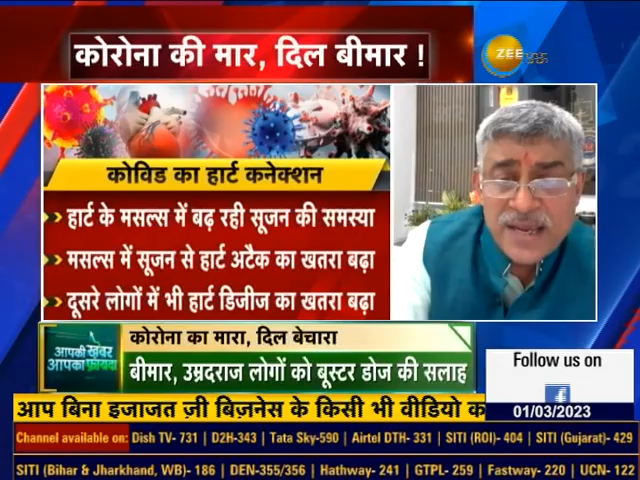 कोरोना की मार, दिल बीमार !
ZEE
कोविड का हार्ट कनेक्शन
हार्ट के मसल्स में बढ़ रही सूजन की समस्या
मसल्स में सूजन से हार्ट अटैक का खतरा बढ़ा
दूसरे लोगों में भी हार्ट डिजीज का खतरा बढ़ा
आपकी खबर
आपका फ़ायदा
कोरोना का मारा, दिल बेचारा
बीमार, उम्रदराज लोगों को बूस्टर डोज की सलाह
Follow us on
आप बिना इजाजत ज़ी बिज़नेस के किसी भी वीडियो क
01/03/2023
Channel available on: Dish TV- 731 | D2H-343 | Tata Sky-590 | Airtel DTH- 331 | SITI (ROI)- 404 | SITI (Gujarat)- 429
SITI (Bihar & Jharkhand, WB)- 186 | DEN-355/356 | Hathway- 241 | GTPL- 259 | Fastway- 220 | UCN- 122